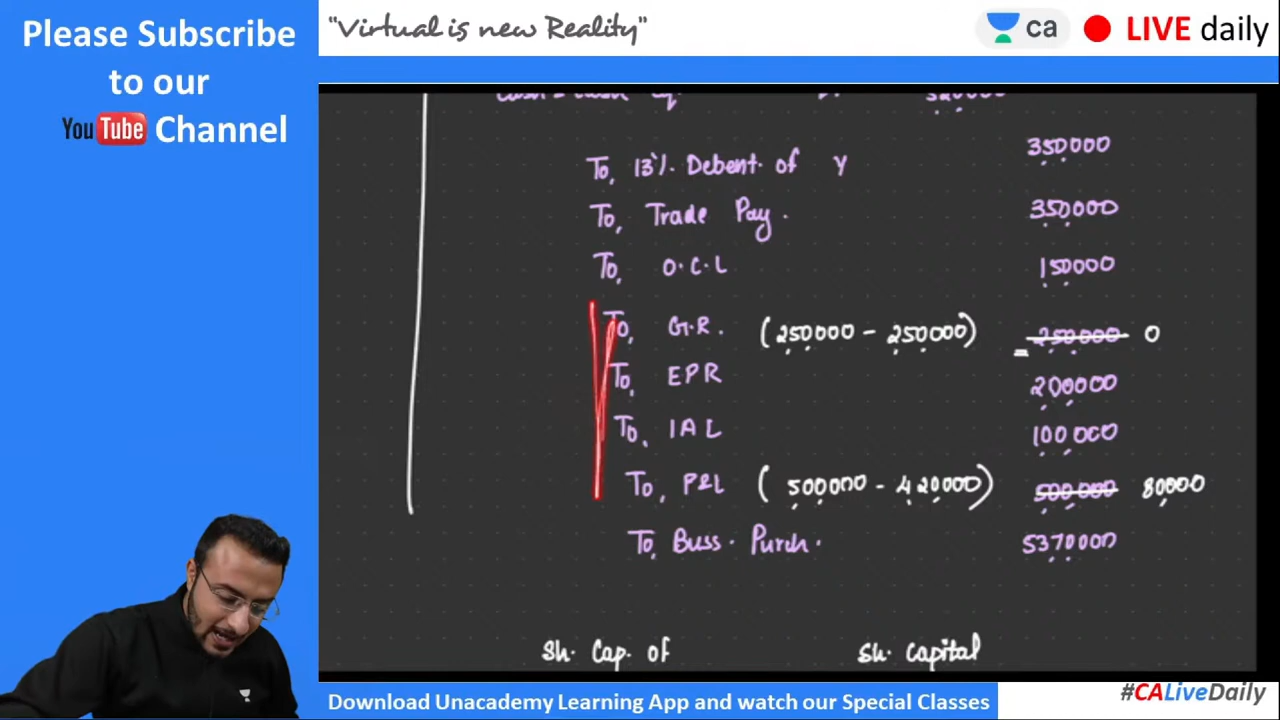 Please Subscribe
to our
YouTube Channel
"Virtual is new Reality"
ca
LIVE daily
To, 13% Debent. of Y 350000
To, Trade Pay. 350000
To, O.C.L 150000
To, G.R. (250000 - 250000) 250000 0
To, EPR 200000
To, IAL 100000
To, P&L (500000 - 420000) 500000 80000
To, Buss. Purch. 5370000
Sh. Cap. of Sh. Capital
Download Unacademy Learning App and watch our Special Classes
#CALiveDaily